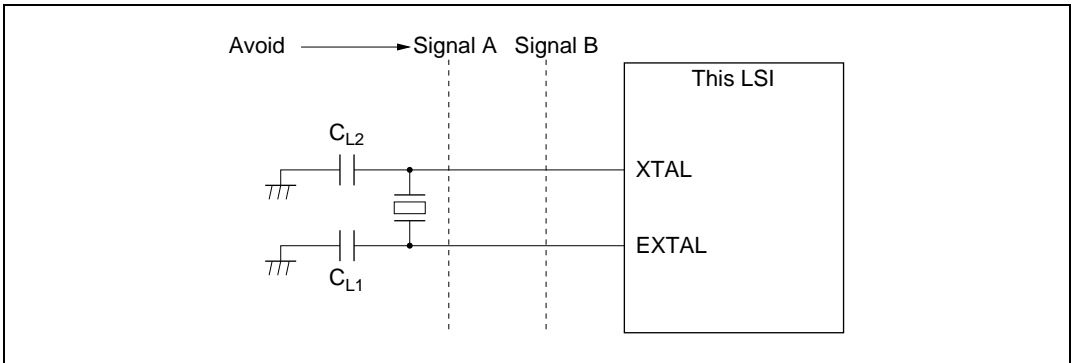 Avoid Signal A Signal B
This LSI
CL2
XTAL
EXTAL
CL1